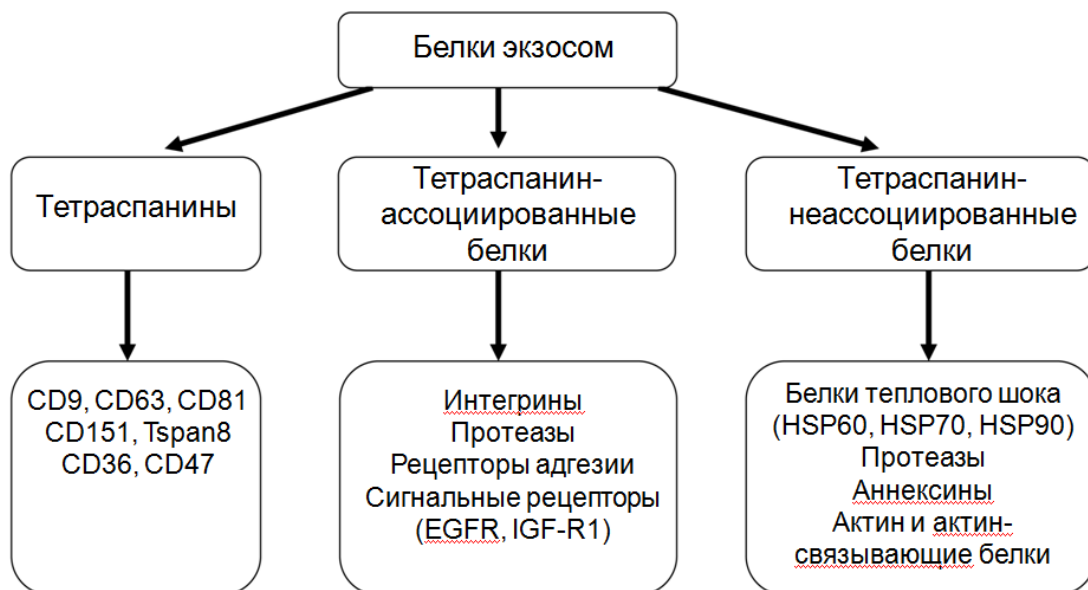 Белки экзосом
Тетраспанины
Тетраспанин-
ассоциированные
белки
Тетраспанин-
неассоциированные
белки
CD9, CD63, CD81
CD151, Tspan8
CD36, CD47
Интегрины
Протеазы
Рецепторы адгезии
Сигнальные рецепторы
(EGFR, IGF-R1)
Белки теплового шока
(HSP60, HSP70, HSP90)
Протеазы
Аннексины
Актин и актин-
связывающие белки